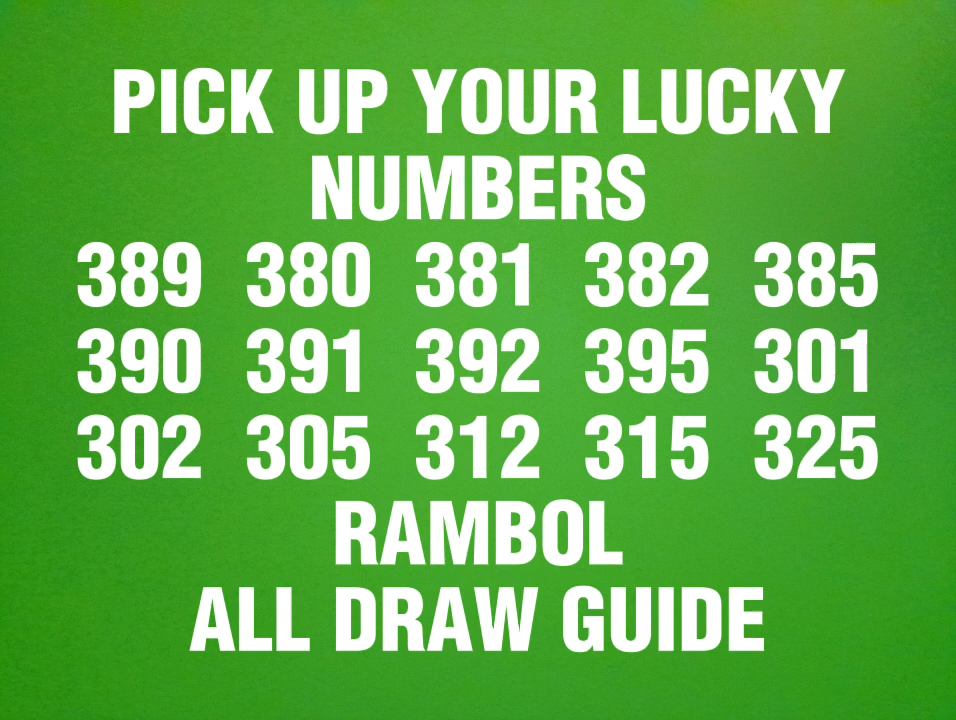 PICK UP YOUR LUCKY
NUMBERS
389 380 381 382 385
390 391 392 395 301
302 305 312 315 325
RAMBOL
ALL DRAW GUIDE